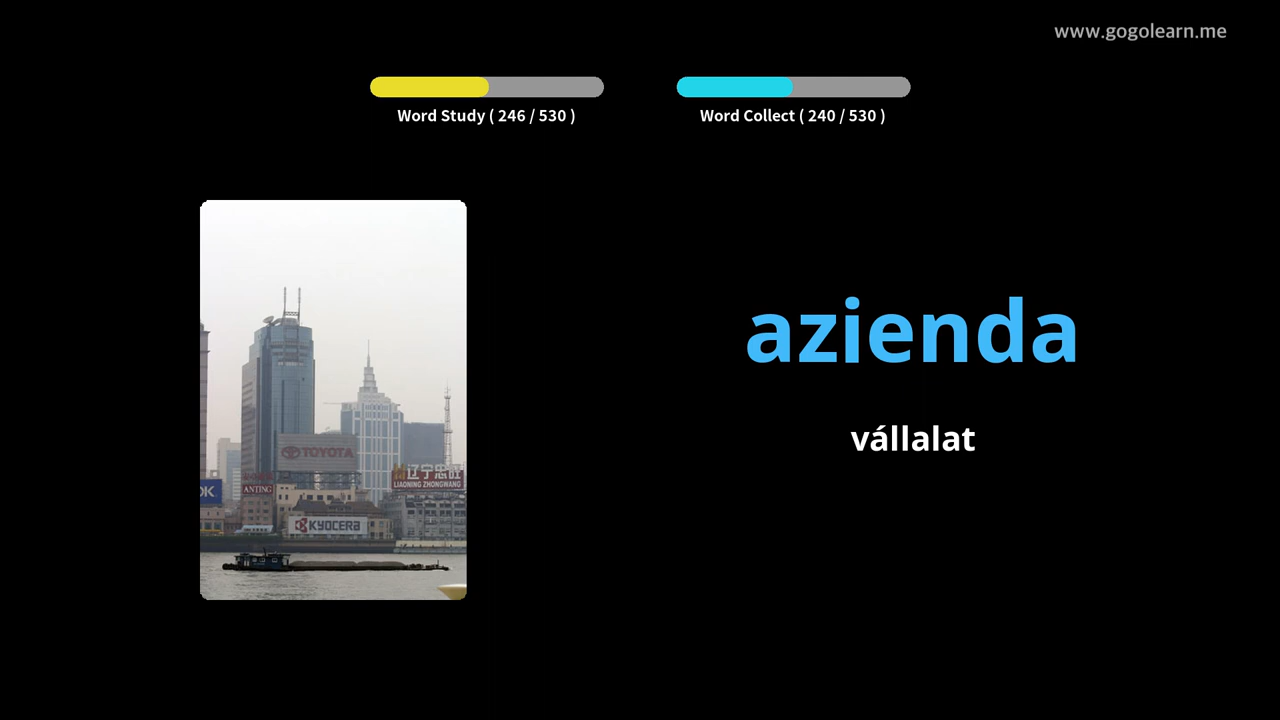 www.gogolearn.me
Word Study ( 246 / 530 )
Word Collect ( 240 / 530 )
azienda
vállalat
TOYOTA
辽宁忠旺
LIAONING ZHONGWANG
OK
ANTING
KYOCERA